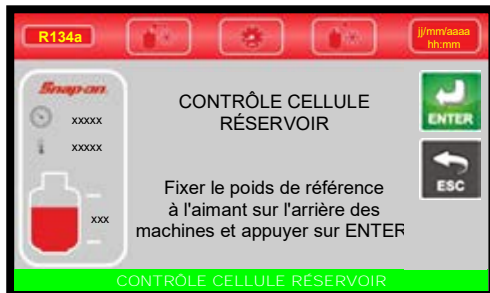 R134a
jj/mm/aaaa
hh:mm
Snap-on
xxxxx
xxxxx
xxx
CONTRÔLE CELLULE
RÉSERVOIR
Fixer le poids de référence
à l'aimant sur l'arrière des
machines et appuyer sur ENTER
ENTER
ESC
CONTRÔLE CELLULE RÉSERVOIR